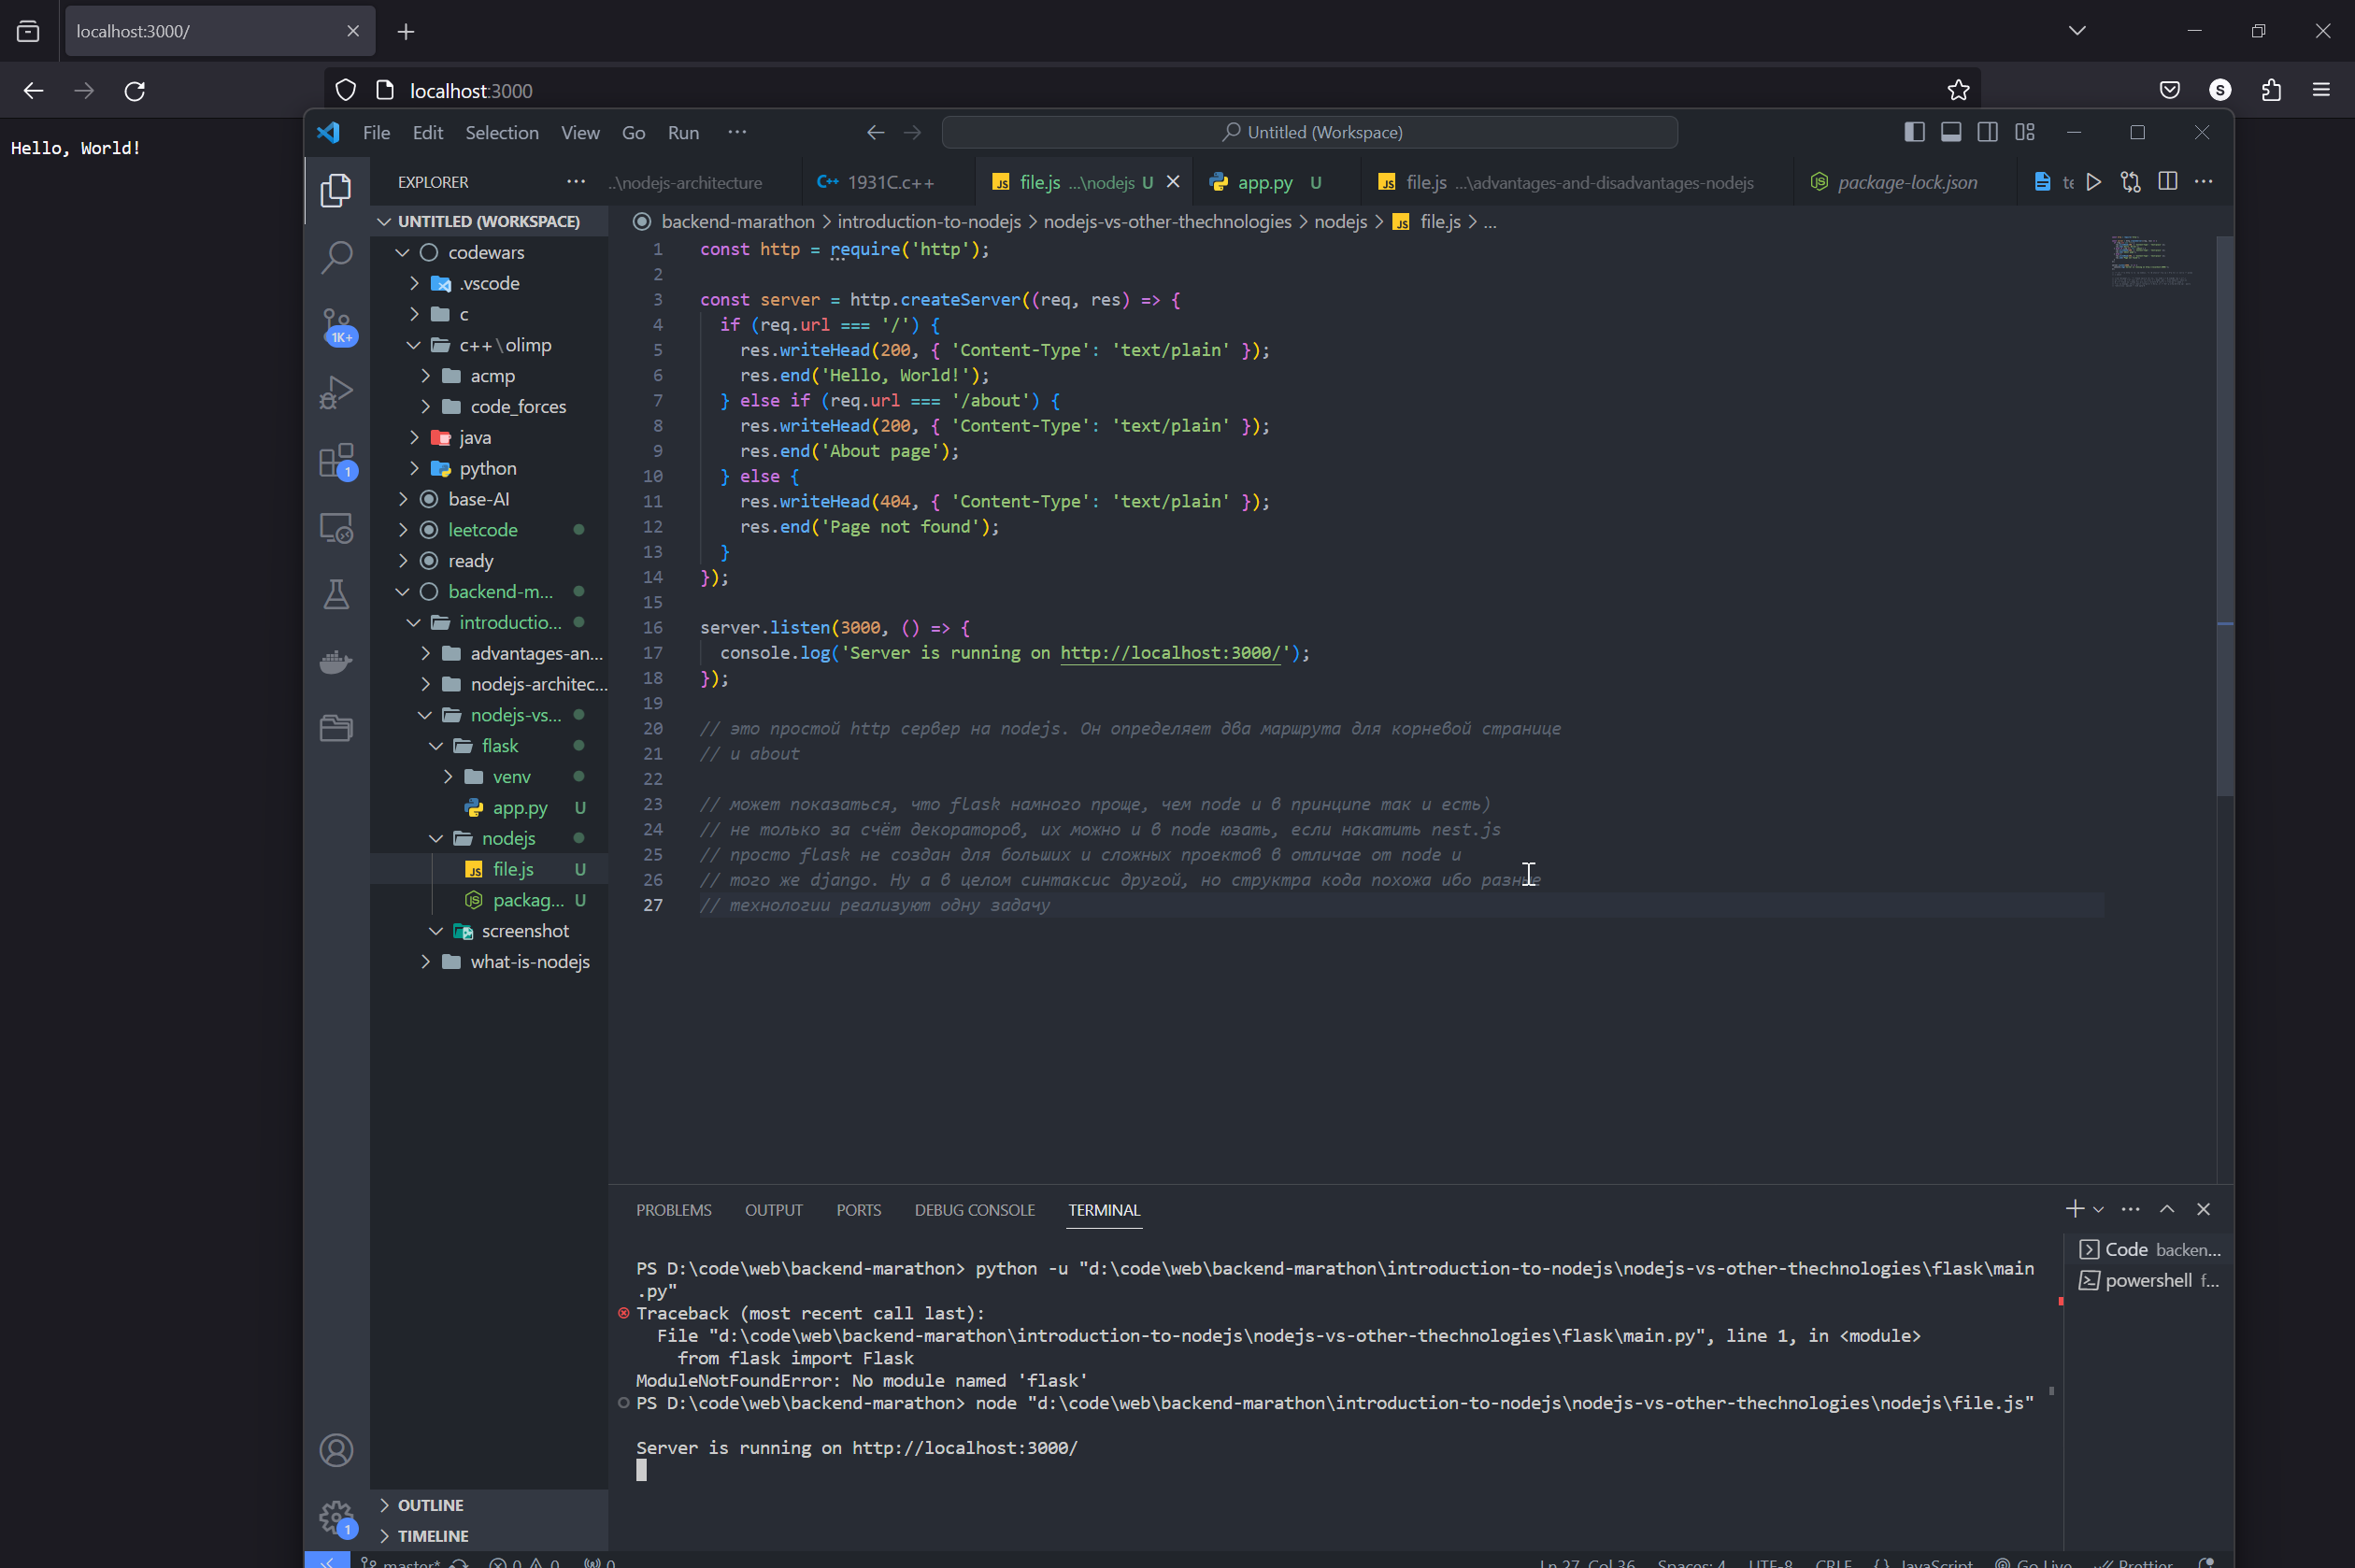 localhost:3000/
localhost:3000
Hello, World!
File Edit Selection View Go Run ···
Untitled (Workspace)
EXPLORER ···
..\nodejs-architecture
C++ 1931C.c++
JS file.js ...\nodejs U
app.py U
JS file.js ...\advantages-and-disadvantages-nodejs
package-lock.json
te
UNTITLED (WORKSPACE)
backend-marathon > introduction-to-nodejs > nodejs-vs-other-thechnologies > nodejs > JS file.js > ...
codewars
.vscode
c
c++\olimp
acmp
code_forces
java
python
base-AI
leetcode
ready
backend-m...
introductio...
advantages-an...
nodejs-architec...
nodejs-vs...
flask
venv
app.py U
nodejs
JS file.js U
packag... U
screenshot
what-is-nodejs
OUTLINE
TIMELINE
1K+
1
1
1 const http = require('http');
2
3 const server = http.createServer((req, res) => {
4 if (req.url === '/') {
5 res.writeHead(200, { 'Content-Type': 'text/plain' });
6 res.end('Hello, World!');
7 } else if (req.url === '/about') {
8 res.writeHead(200, { 'Content-Type': 'text/plain' });
9 res.end('About page');
10 } else {
11 res.writeHead(404, { 'Content-Type': 'text/plain' });
12 res.end('Page not found');
13 }
14 });
15
16 server.listen(3000, () => {
17 console.log('Server is running on http://localhost:3000/');
18 });
19
20 // это простой http сервер на nodejs. Он определяет два маршрута для корневой странице
21 // и about
22
23 // может показаться, что flask намного проще, чем node и в принципе так и есть)
24 // не только за счёт декораторов, их можно и в node юзать, если накатить nest.js
25 // просто flask не создан для больших и сложных проектов в отличае от node и
26 // того же django. Ну а в целом синтаксис другой, но структра кода похожа ибо разные
27 // технологии реализуют одну задачу
PROBLEMS OUTPUT PORTS DEBUG CONSOLE TERMINAL
Code backen...
powershell f...
PS D:\code\web\backend-marathon> python -u "d:\code\web\backend-marathon\introduction-to-nodejs\nodejs-vs-other-thechnologies\flask\main
.py"
Traceback (most recent call last):
File "d:\code\web\backend-marathon\introduction-to-nodejs\nodejs-vs-other-thechnologies\flask\main.py", line 1, in <module>
from flask import Flask
ModuleNotFoundError: No module named 'flask'
PS D:\code\web\backend-marathon> node "d:\code\web\backend-marathon\introduction-to-nodejs\nodejs-vs-other-thechnologies\nodejs\file.js"
Server is running on http://localhost:3000/
master* 0 0 0
Ln 27, Col 36 Spaces: 4 UTF-8 CRLF {} JavaScript Go Live Prettier